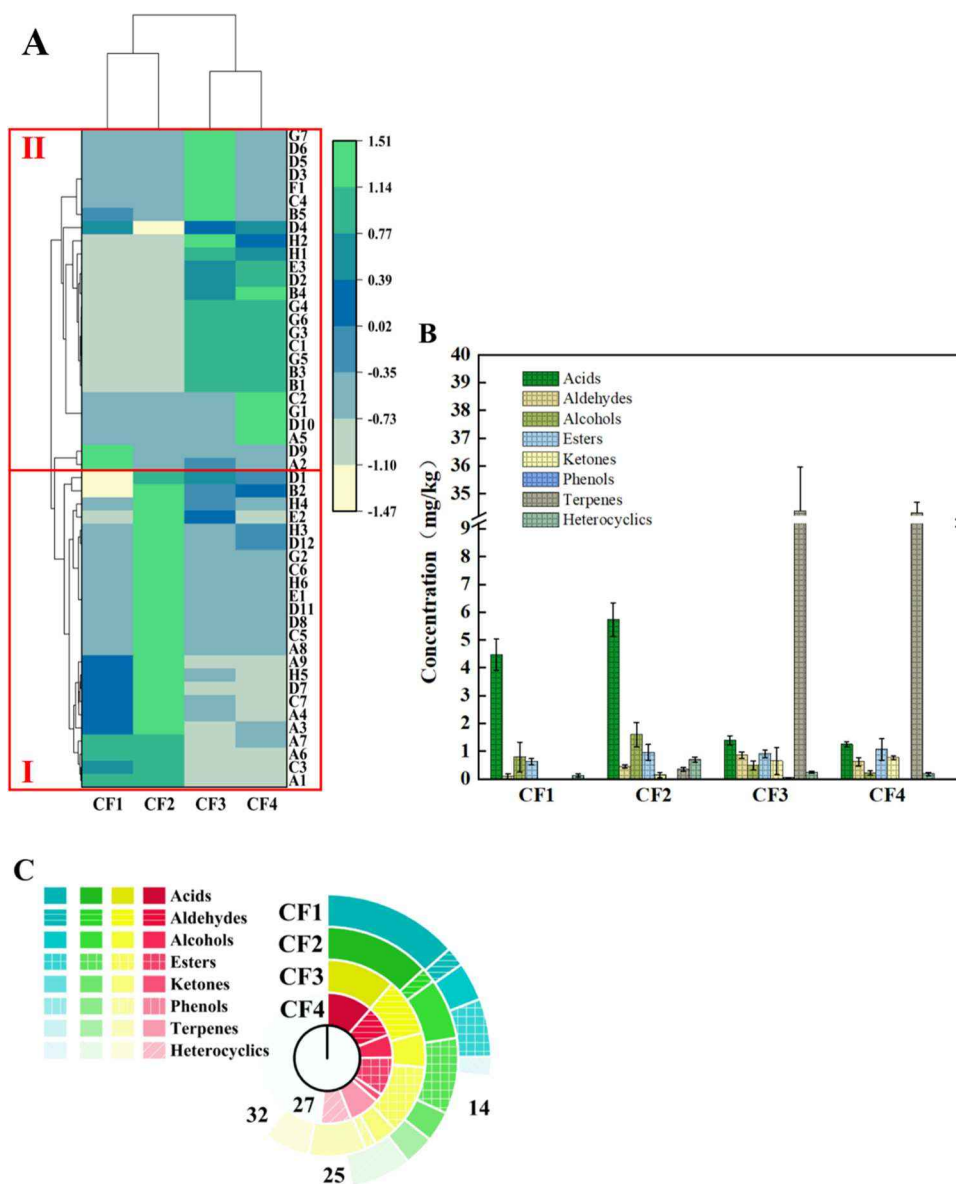 A
II
G7
D6
D5
D3
F1
C4
B5
D4
H2
H1
E3
D2
B4
G4
G6
G3
C1
G5
B3
B1
C2
G1
D10
A5
D9
A2
D1
B2
H4
E2
H3
D12
G2
C6
H6
E1
D11
D8
C5
A8
A9
H5
D7
C7
A4
A3
A7
A6
C3
A1
I
CF1 CF2 CF3 CF4
1.51
1.14
0.77
0.39
0.02
-0.35
-0.73
-1.10
-1.47
B
Concentration（mg/kg）
40
39
38
37
36
35
9
8
7
6
5
4
3
2
1
0
Acids
Aldehydes
Alcohols
Esters
Ketones
Phenols
Terpenes
Heterocyclics
CF1 CF2 CF3 CF4
C
Acids
Aldehydes
Alcohols
Esters
Ketones
Phenols
Terpenes
Heterocyclics
CF1
CF2
CF3
CF4
14
32
27
25